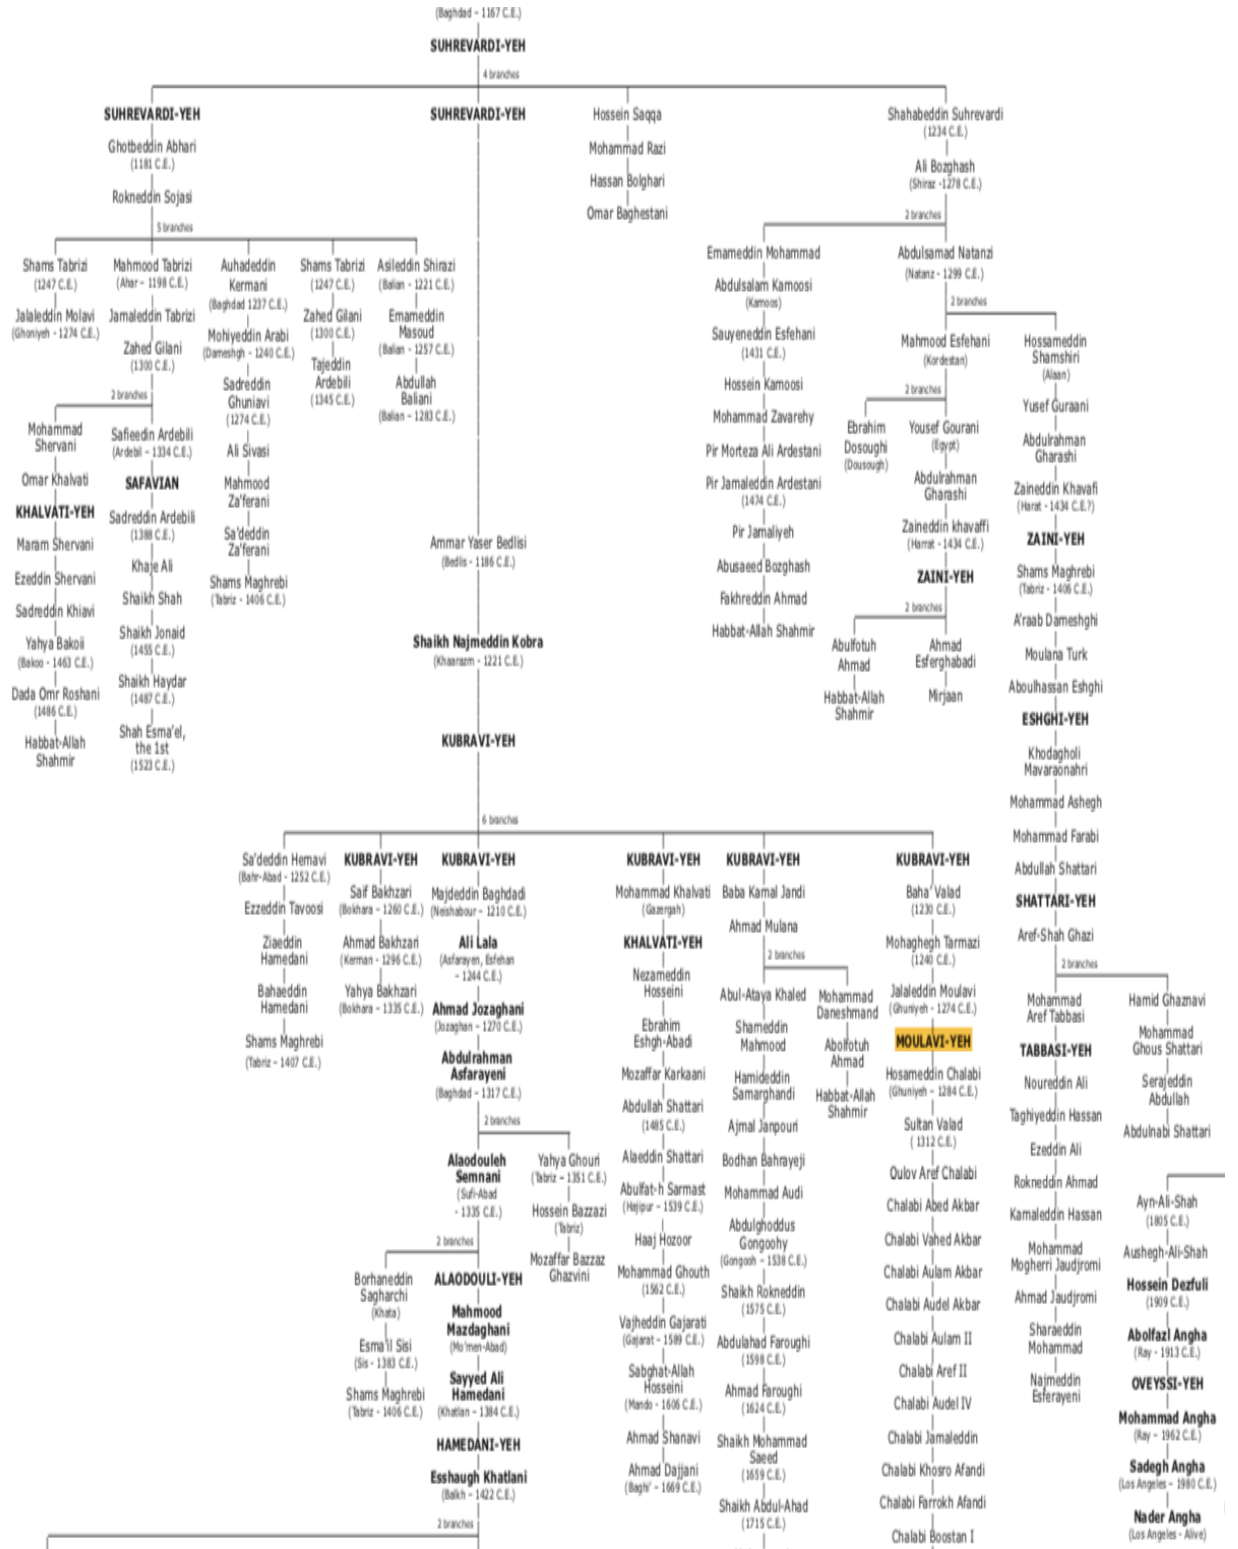 (Baghdad - 1167 C.E.)
SUHREVARDI-YEH
4 branches
SUHREVARDI-YEH
Ghotbeddin Abhari
(1181 C.E.)
Rokneddin Sojasi
5 branches
Shams Tabrizi
(1247 C.E.)
Jalaleddin Molavi
(Ghoniyeh - 1274 C.E.)
Mahmood Tabrizi
(Ahar - 1198 C.E.)
Jamaleddin Tabrizi
Zahed Gilani
(1300 C.E.)
2 branches
Mohammad
Shervani
Omar Khalvati
KHALVATI-YEH
Maram Shervani
Ezeddin Shervani
Sadreddin Khiavi
Yahya Bakoii
(Bakoo - 1463 C.E.)
Dada Omr Roshani
(1486 C.E.)
Habbat-Allah
Shahmir
Safieedin Ardebili
(Ardebil - 1334 C.E.)
SAFAVIAN
Sadreddin Ardebili
(1388 C.E.)
Khaje Ali
Shaikh Shah
Shaikh Jonaid
(1455 C.E.)
Shaikh Haydar
(1487 C.E.)
Shah Esma'el,
the 1st
(1523 C.E.)
Auhadeddin
Kermani
(Baghdad 1237 C.E.)
Mohiyeddin Arabi
(Dameshgh - 1240 C.E.)
Sadreddin
Ghuniavi
(1274 C.E.)
Ali Sivasi
Mahmood
Za'ferani
Sa'deddin
Za'ferani
Shams Maghrebi
(Tabriz - 1406 C.E.)
Shams Tabrizi
(1247 C.E.)
Zahed Gilani
(1300 C.E.)
Tajeddin
Ardebili
(1345 C.E.)
Asileddin Shirazi
(Balian - 1221 C.E.)
Emameddin
Masoud
(Balian - 1257 C.E.)
Abdullah
Baliani
(Balian - 1283 C.E.)
SUHREVARDI-YEH
Ammar Yaser Bedlisi
(Bedlis - 1186 C.E.)
Shaikh Najmeddin Kobra
(Khaarazm - 1221 C.E.)
KUBRAVI-YEH
Hossein Saqqa
Mohammad Razi
Hassan Bolghari
Omar Baghestani
Shahabeddin Suhrevardi
(1234 C.E.)
Ali Bozghash
(Shiraz -1278 C.E.)
2 branches
Emameddin Mohammad
Abdulsalam Kamoosi
(Kamoos)
Sauyeneddin Esfehani
(1431 C.E.)
Hossein Kamoosi
Mohammad Zavarehy
Pir Morteza Ali Ardestani
Pir Jamaleddin Ardestani
(1474 C.E.)
Pir Jamaliyeh
Abusaeed Bozghash
Fakhreddin Ahmad
Habbat-Allah Shahmir
Abdulsamad Natanzi
(Natanz - 1299 C.E.)
2 branches
Mahmood Esfehani
(Kordestan)
2 branches
Ebrahim
Dosoughi
(Dousough)
Yousef Gourani
(Egypt)
Abdulrahman
Gharashi
Zaineddin khavaffi
(Harrat - 1434 C.E.)
ZAINI-YEH
2 branches
Abulfotuh
Ahmad
Habbat-Allah
Shahmir
Ahmad
Esferghabadi
Mirjaan
Hossameddin
Shamshiri
(Alaan)
Yusef Guraani
Abdulrahman
Gharashi
Zaineddin Khavafi
(Harat - 1434 C.E.?)
ZAINI-YEH
Shams Maghrebi
(Tabriz - 1406 C.E.)
A'raab Dameshghi
Moulana Turk
Aboulhassan Eshghi
ESHGHI-YEH
Khodagholi
Mavaraonahri
Mohammad Ashegh
Mohammad Farabi
Abdullah Shattari
SHATTARI-YEH
Aref-Shah Ghazi
2 branches
Mohammad
Aref Tabbasi
TABBASI-YEH
Noureddin Ali
Taghiyeddin Hassan
Ezeddin Ali
Rokneddin Ahmad
Kamaleddin Hassan
Mohammad
Mogherri Jaudjromi
Ahmad Jaudjromi
Sharaeddin
Mohammad
Najmeddin
Esferayeni
Hamid Ghaznavi
Mohammad
Ghous Shattari
Serajeddin
Abdullah
Abdulnabi Shattari
6 branches
Sa'deddin Hemavi
(Bahr-Abad - 1252 C.E.)
Ezzeddin Tavoosi
Ziaeddin
Hamedani
Bahaeddin
Hamedani
Shams Maghrebi
(Tabriz - 1407 C.E.)
KUBRAVI-YEH
Saif Bakhzari
(Bokhara - 1260 C.E.)
Ahmad Bakhzari
(Kerman - 1296 C.E.)
Yahya Bakhzari
(Bokhara - 1335 C.E.)
KUBRAVI-YEH
Majdeddin Baghdadi
(Neishabour - 1210 C.E.)
Ali Lala
(Asfarayen, Esfehan
- 1244 C.E.)
Ahmad Jozaghani
(Jozaghan - 1270 C.E.)
Abdulrahman
Asfarayeni
(Baghdad - 1317 C.E.)
2 branches
Alaodouleh
Semnani
(Sufi-Abad
- 1335 C.E.)
2 branches
Borhaneddin
Sagharchi
(Khata)
Esma'il Sisi
(Sis - 1383 C.E.)
Shams Maghrebi
(Tabriz - 1406 C.E.)
ALAODOULI-YEH
Mahmood
Mazdaghani
(Mo'men-Abad)
Sayyed Ali
Hamedani
(Khatlan - 1384 C.E.)
HAMEDANI-YEH
Esshaugh Khatlani
(Balkh - 1422 C.E.)
2 branches
Yahya Ghouri
(Tabriz - 1351 C.E.)
Hossein Bazzazi
(Tabriz)
Mozaffar Bazzaz
Ghazvini
KUBRAVI-YEH
Mohammad Khalvati
(Gazergah)
KHALVATI-YEH
Nezameddin
Hosseini
Ebrahim
Eshgh-Abadi
Mozaffar Karkaani
Abdullah Shattari
(1485 C.E.)
Alaeddin Shattari
Abulfat-h Sarmast
(Hajipur - 1539 C.E.)
Haaj Hozoor
Mohammad Ghouth
(1562 C.E.)
Vajheddin Gajarati
(Gajarat - 1589 C.E.)
Sabghat-Allah
Hosseini
(Mando - 1606 C.E.)
Ahmad Shanavi
Ahmad Dajjani
(Baghi' - 1669 C.E.)
KUBRAVI-YEH
Baba Kamal Jandi
Ahmad Mulana
2 branches
Abul-Ataya Khaled
Shameddin
Mahmood
Hamideddin
Samarghandi
Ajmal Janpouri
Bodhan Bahrayeji
Mohammad Audi
Abdulghoddus
Gongoohy
(Gongooh - 1538 C.E.)
Shaikh Rokneddin
(1575 C.E.)
Abdulahad Faroughi
(1598 C.E.)
Ahmad Faroughi
(1624 C.E.)
Shaikh Mohammad
Saeed
(1659 C.E.)
Shaikh Abdul-Ahad
(1715 C.E.)
Mohammad
Daneshmand
Abolfotuh
Ahmad
Habbat-Allah
Shahmir
KUBRAVI-YEH
Baha' Valad
(1230 C.E.)
Mohaghegh Tarmazi
(1240 C.E.)
Jalaleddin Moulavi
(Ghuniyeh - 1274 C.E.)
MOULAVI-YEH
Hosameddin Chalabi
(Ghuniyeh - 1284 C.E.)
Sultan Valad
( 1312 C.E.)
Oulov Aref Chalabi
Chalabi Abed Akbar
Chalabi Vahed Akbar
Chalabi Aulam Akbar
Chalabi Audel Akbar
Chalabi Aulam II
Chalabi Aref II
Chalabi Audel IV
Chalabi Jamaleddin
Chalabi Khosro Afandi
Chalabi Farrokh Afandi
Chalabi Boostan I
Ayn-Ali-Shah
(1805 C.E.)
Aushegh-Ali-Shah
Hossein Dezfuli
(1909 C.E.)
Abolfazl Angha
(Ray - 1913 C.E.)
OVEYSSI-YEH
Mohammad Angha
(Ray - 1962 C.E.)
Sadegh Angha
(Los Angeles - 1980 C.E.)
Nader Angha
(Los Angeles - Alive)